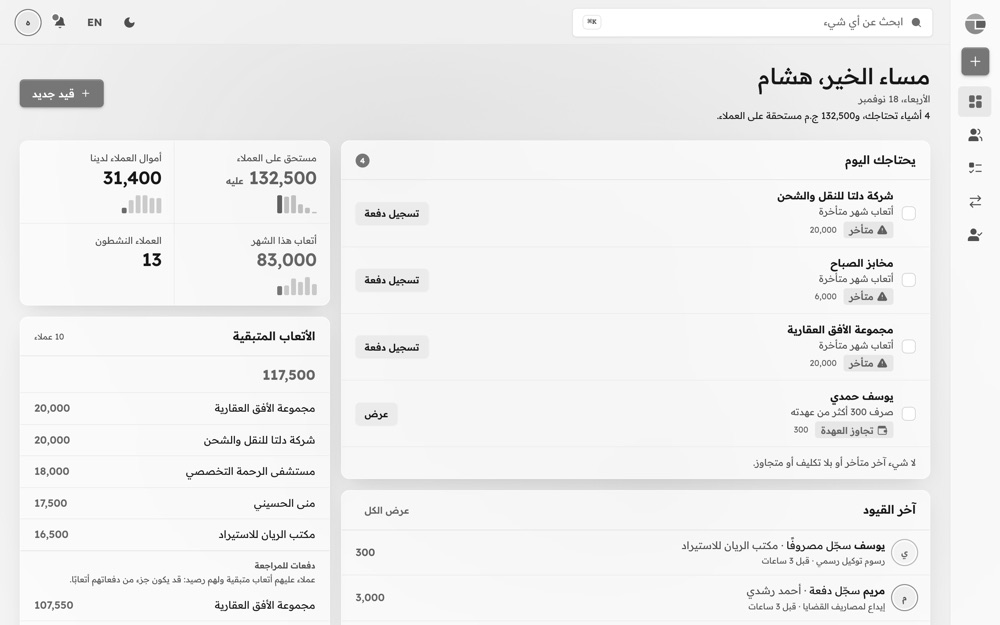 ابحث عن أي شيء
⌘K
EN
ه
مساء الخير، هشام
الأربعاء، 18 نوفمبر
4 أشياء تحتاجك، و132,500 ج.م مستحقة على العملاء.
+ قيد جديد
يحتاجك اليوم
4
شركة دلتا للنقل والشحن
أتعاب شهر متأخرة
متأخر 20,000
تسجيل دفعة
مخابز الصباح
أتعاب شهر متأخرة
متأخر 6,000
تسجيل دفعة
مجموعة الأفق العقارية
أتعاب شهر متأخرة
متأخر 20,000
تسجيل دفعة
يوسف حمدي
صرف 300 أكثر من عهدته
تجاوز العهدة 300
عرض
لا شيء آخر متأخر أو بلا تكليف أو متجاوز.
آخر القيود
عرض الكل
ي
يوسف سجّل مصروفًا · مكتب الريان للاستيراد
رسوم توكيل رسمي · قبل 3 ساعات
300
م
مريم سجّل دفعة · أحمد رشدي
إيداع لمصاريف القضايا · قبل 3 ساعات
3,000
مستحق على العملاء
132,500 عليه
أموال العملاء لدينا
31,400
أتعاب هذا الشهر
83,000
العملاء النشطون
13
الأتعاب المتبقية
10 عملاء
117,500
مجموعة الأفق العقارية 20,000
شركة دلتا للنقل والشحن 20,000
مستشفى الرحمة التخصصي 18,000
منى الحسيني 17,500
مكتب الريان للاستيراد 16,500
دفعات للمراجعة
عملاء عليهم أتعاب متبقية ولهم رصيد: قد يكون جزء من دفعاتهم أتعابًا.
مجموعة الأفق العقارية 107,550